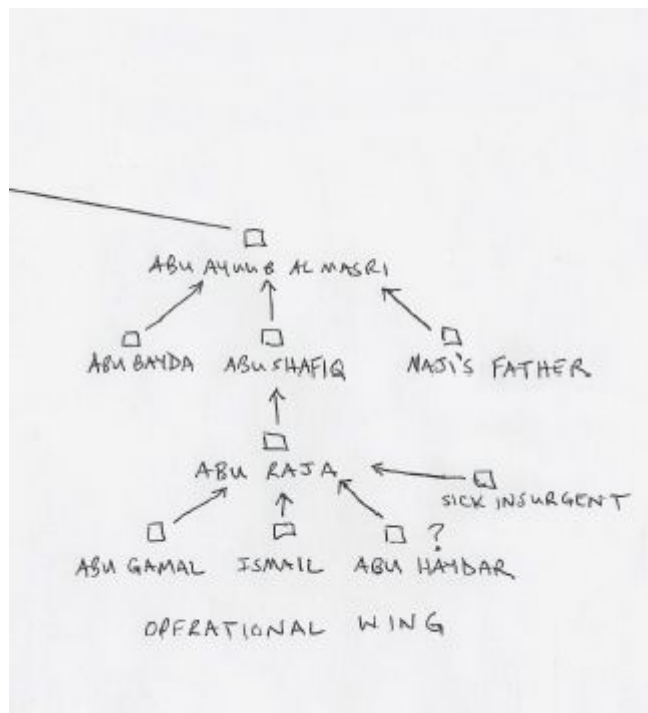 ABU AYUUB AL MASRI
ABU BAYDA ABU SHAFIQ NAJI'S FATHER
ABU RAJA
SICK INSURGENT
?
ABU GAMAL ISMAIL ABU HAYDAR
OPERATIONAL WING